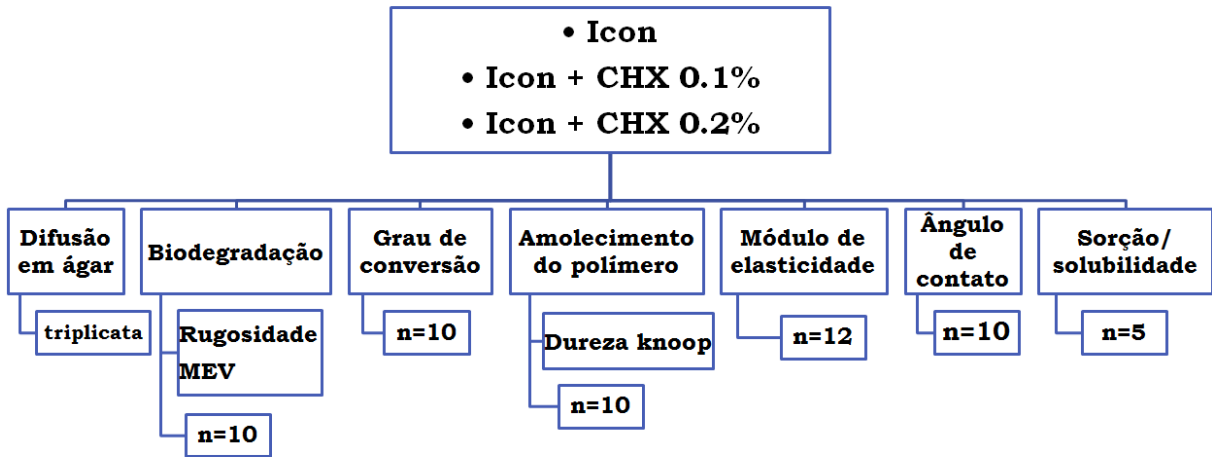 • Icon
• Icon + CHX 0.1%
• Icon + CHX 0.2%
Difusão
em ágar
triplicata
Biodegradação
Rugosidade
MEV
n=10
Grau de
conversão
n=10
Amolecimento
do polímero
Dureza knoop
n=10
Módulo de
elasticidade
n=12
Ângulo
de
contato
n=10
Sorção/
solubilidade
n=5